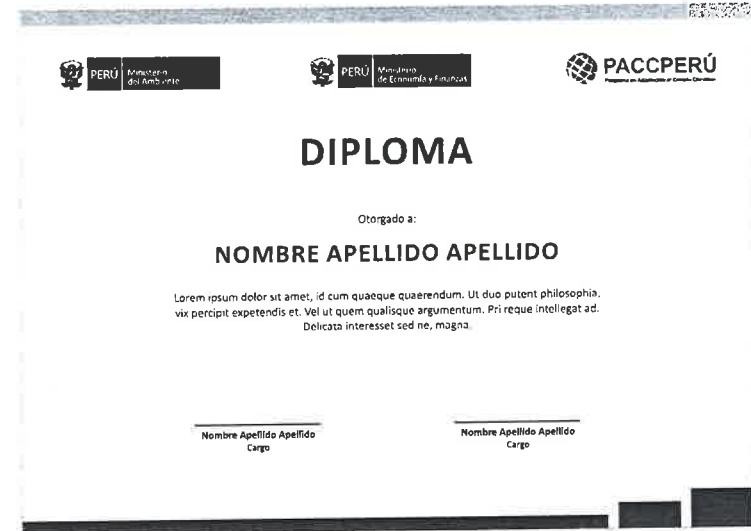 PERÚ Ministerio del Ambiente
PERÚ Ministerio de Economía y Finanzas
PACCPERÚ
DIPLOMA
Otorgado a:
NOMBRE APELLIDO APELLIDO
Lorem ipsum dolor sit amet, id cum quaeque quaerendum. Ut duo putent philosophia,
vix percipit expetendis et. Vel ut quem qualisque argumentum. Pri reque intellegat ad.
Delicata interesset sed ne, magna.
Nombre Apellido Apellido
Cargo
Nombre Apellido Apellido
Cargo